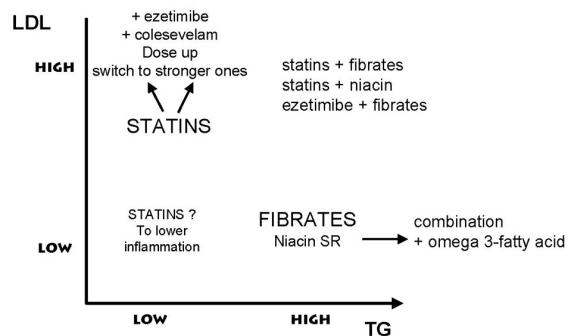 LDL
+ ezetimibe
+ colesevelam
Dose up
switch to stronger ones
HIGH
STATINS
statins + fibrates
statins + niacin
ezetimibe + fibrates
STATINS ?
To lower
inflammation
FIBRATES
Niacin SR
combination
+ omega 3-fatty acid
LOW
LOW
HIGH
TG